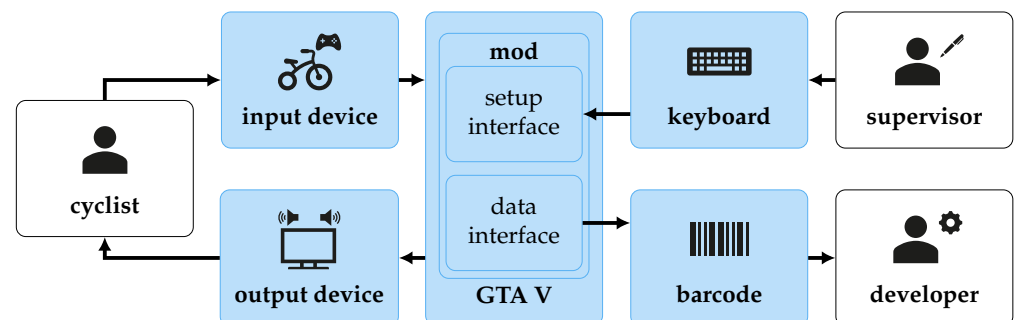 mod
setup
interface
input device
keyboard
supervisor
cyclist
data
interface
output device
GTA V
barcode
developer